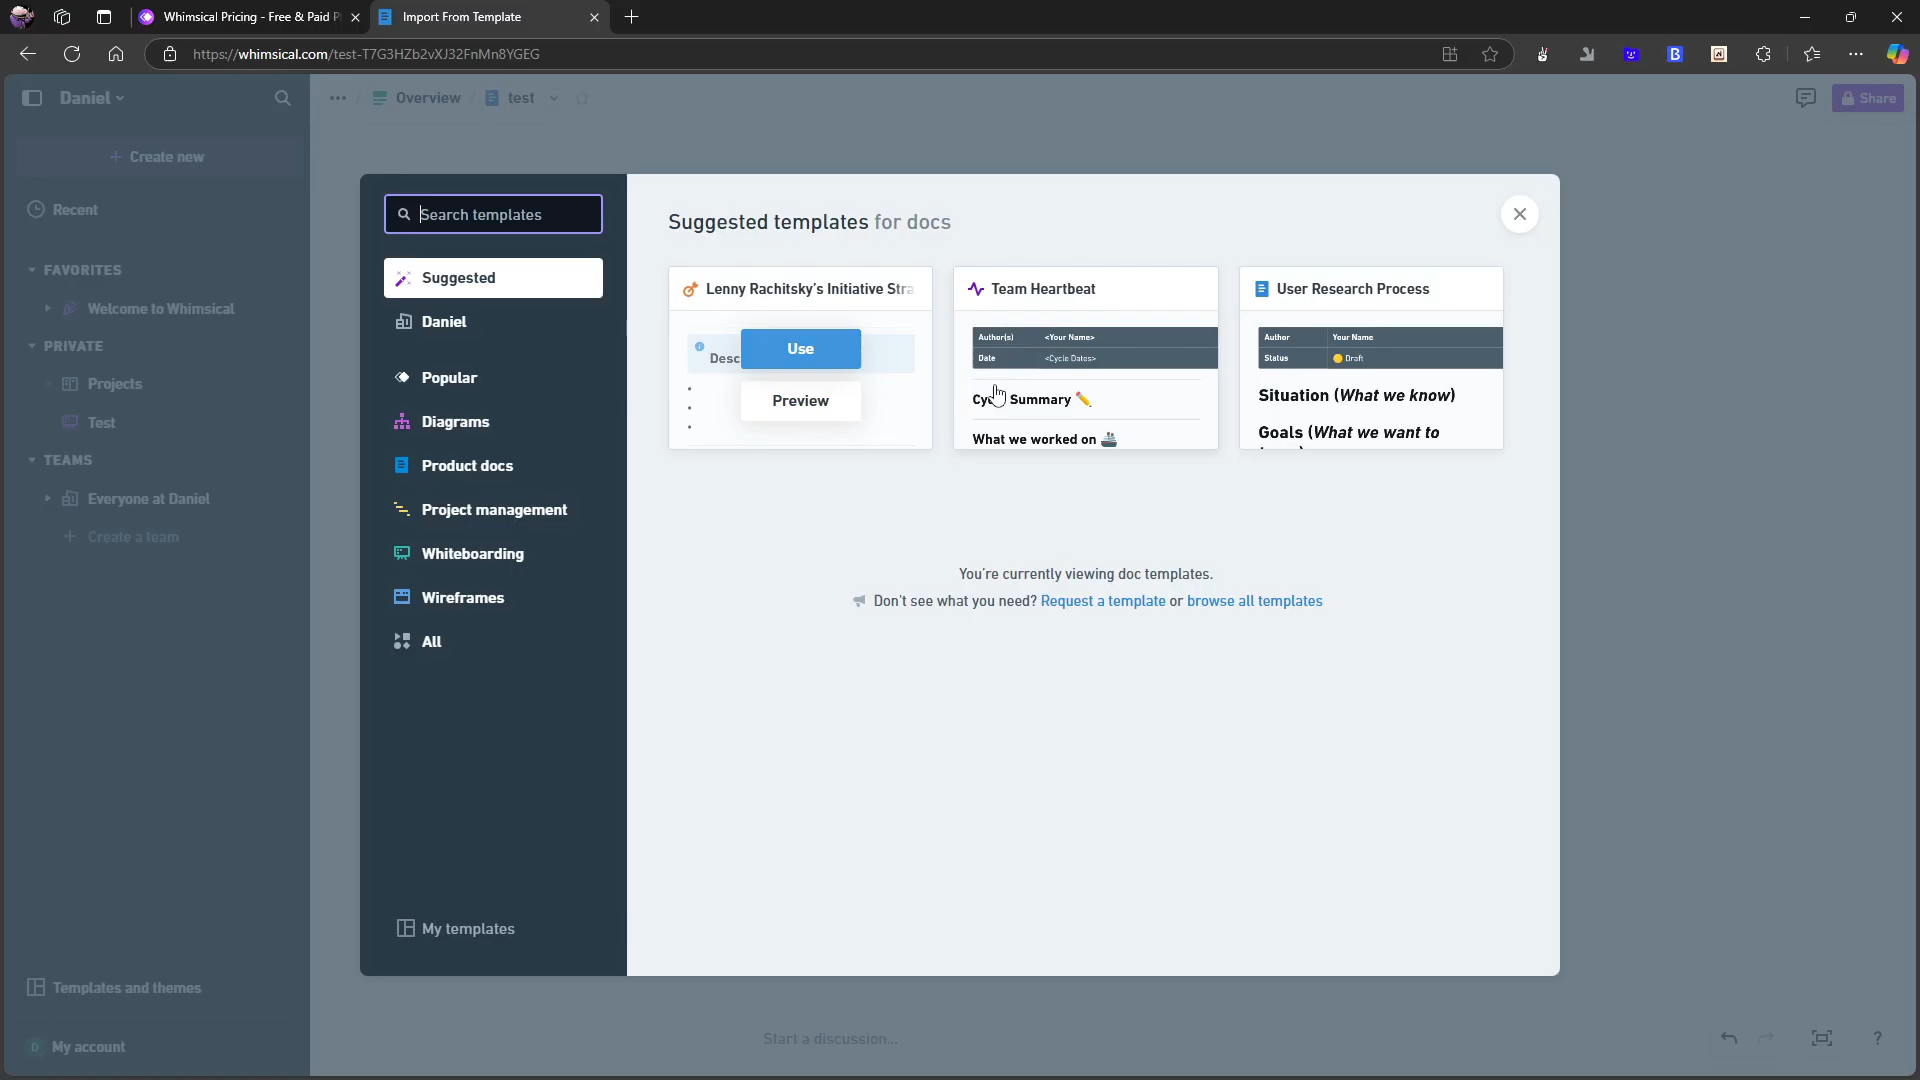 Whimsical Pricing - Free & Paid P
Import From Template
https://whimsical.com/test-T7G3HZb2vXJ32FnMn8YGEG
Daniel
Overview
test
Share
Create new
Recent
FAVORITES
Welcome to Whimsical
PRIVATE
Projects
Test
TEAMS
Everyone at Daniel
Create a team
Templates and themes
D
My account
Search templates
Suggested
Daniel
Popular
Diagrams
Product docs
Project management
Whiteboarding
Wireframes
All
My templates
Suggested templates for docs
Lenny Rachitsky's Initiative Stra
Desc
Use
Preview
Team Heartbeat
Author(s) <Your Name>
Date <Cycle Dates>
Cycle Summary ✏️
What we worked on 🚢
User Research Process
Author Your Name
Status 🟡 Draft
Situation (What we know)
Goals (What we want to
You're currently viewing doc templates.
Don't see what you need? Request a template or browse all templates
Start a discussion...
?